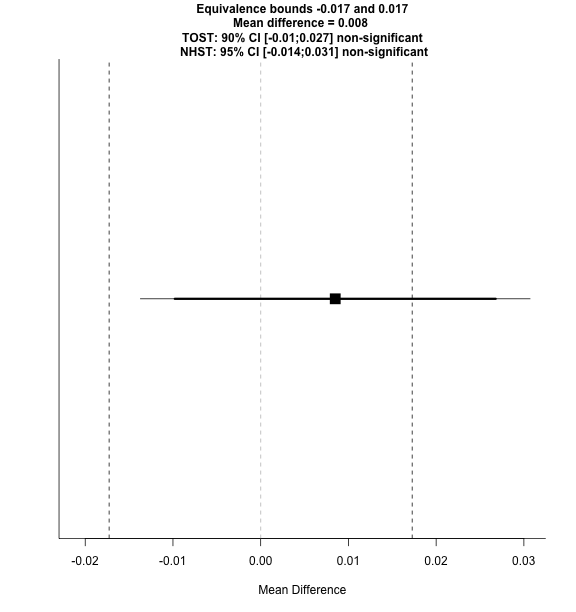 Equivalence bounds -0.017 and 0.017
Mean difference = 0.008
TOST: 90% CI [-0.01;0.027] non-significant
NHST: 95% CI [-0.014;0.031] non-significant
-0.02 -0.01 0.00 0.01 0.02 0.03
Mean Difference